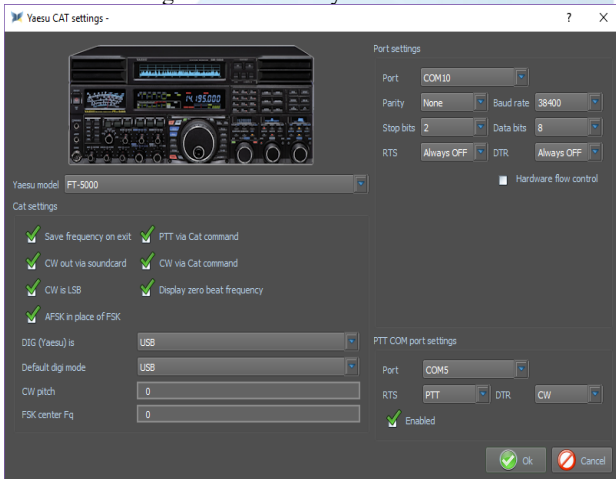 Yaesu CAT settings -
? X
14,195.000
Yaesu model FT-5000
Cat settings
Save frequency on exit PTT via Cat command
CW out via soundcard CW via Cat command
CW is LSB Display zero beat frequency
AFSK in place of FSK
DIG (Yaesu) is USB
Default digi mode USB
CW pitch 0
FSK center Fq 0
Port settings
Port COM10
Parity None Baud rate 38400
Stop bits 2 Data bits 8
RTS Always OFF DTR Always OFF
Hardware flow control
PTT COM port settings
Port COM5
RTS PTT DTR CW
Enabled
Ok Cancel